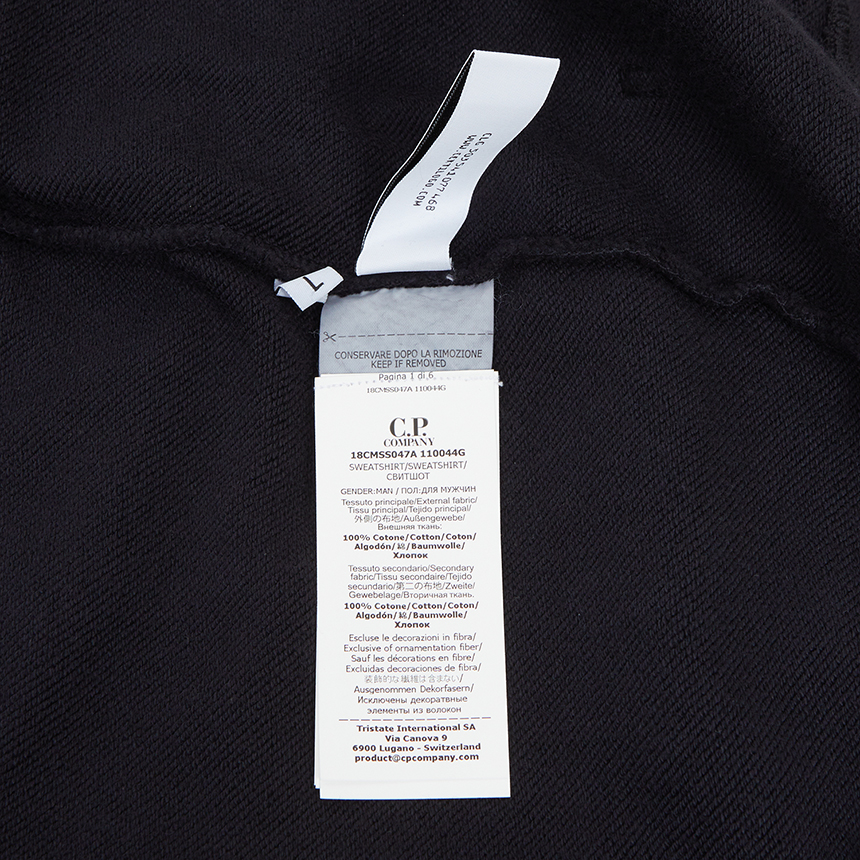 CLG 505341077468
WWW.CERTILOGO.COM
L
CONSERVARE DOPO LA RIMOZIONE
KEEP IF REMOVED
Pagina 1 di 6
18CMSS047A 110044G
C.P.
COMPANY
18CMSS047A 110044G
SWEATSHIRT/SWEATSHIRT/
СВИТШОТ
GENDER:MAN / ПОЛ:ДЛЯ МУЖЧИН
Tessuto principale/External fabric/
Tissu principal/Tejido principal/
外側の布地/Außengewebe/
Внешняя ткань:
100% Cotone/Cotton/Coton/
Algodón/綿/Baumwolle/
Хлопок
Tessuto secondario/Secondary
fabric/Tissu secondaire/Tejido
secundario/第二の布地/Zweite/
Gewebelage/Вторичная ткань.
100% Cotone/Cotton/Coton/
Algodón/綿/Baumwolle/
Хлопок
Escluse le decorazioni in fibra/
Exclusive of ornamentation fiber/
Sauf les décorations en fibre/
Excluidas decoraciones de fibra/
装飾的な繊維は含まない/
Ausgenommen Dekorfasern/
Исключены декоратвные
элементы из волокон
Tristate International SA
Via Canova 9
6900 Lugano - Switzerland
product@cpcompany.com